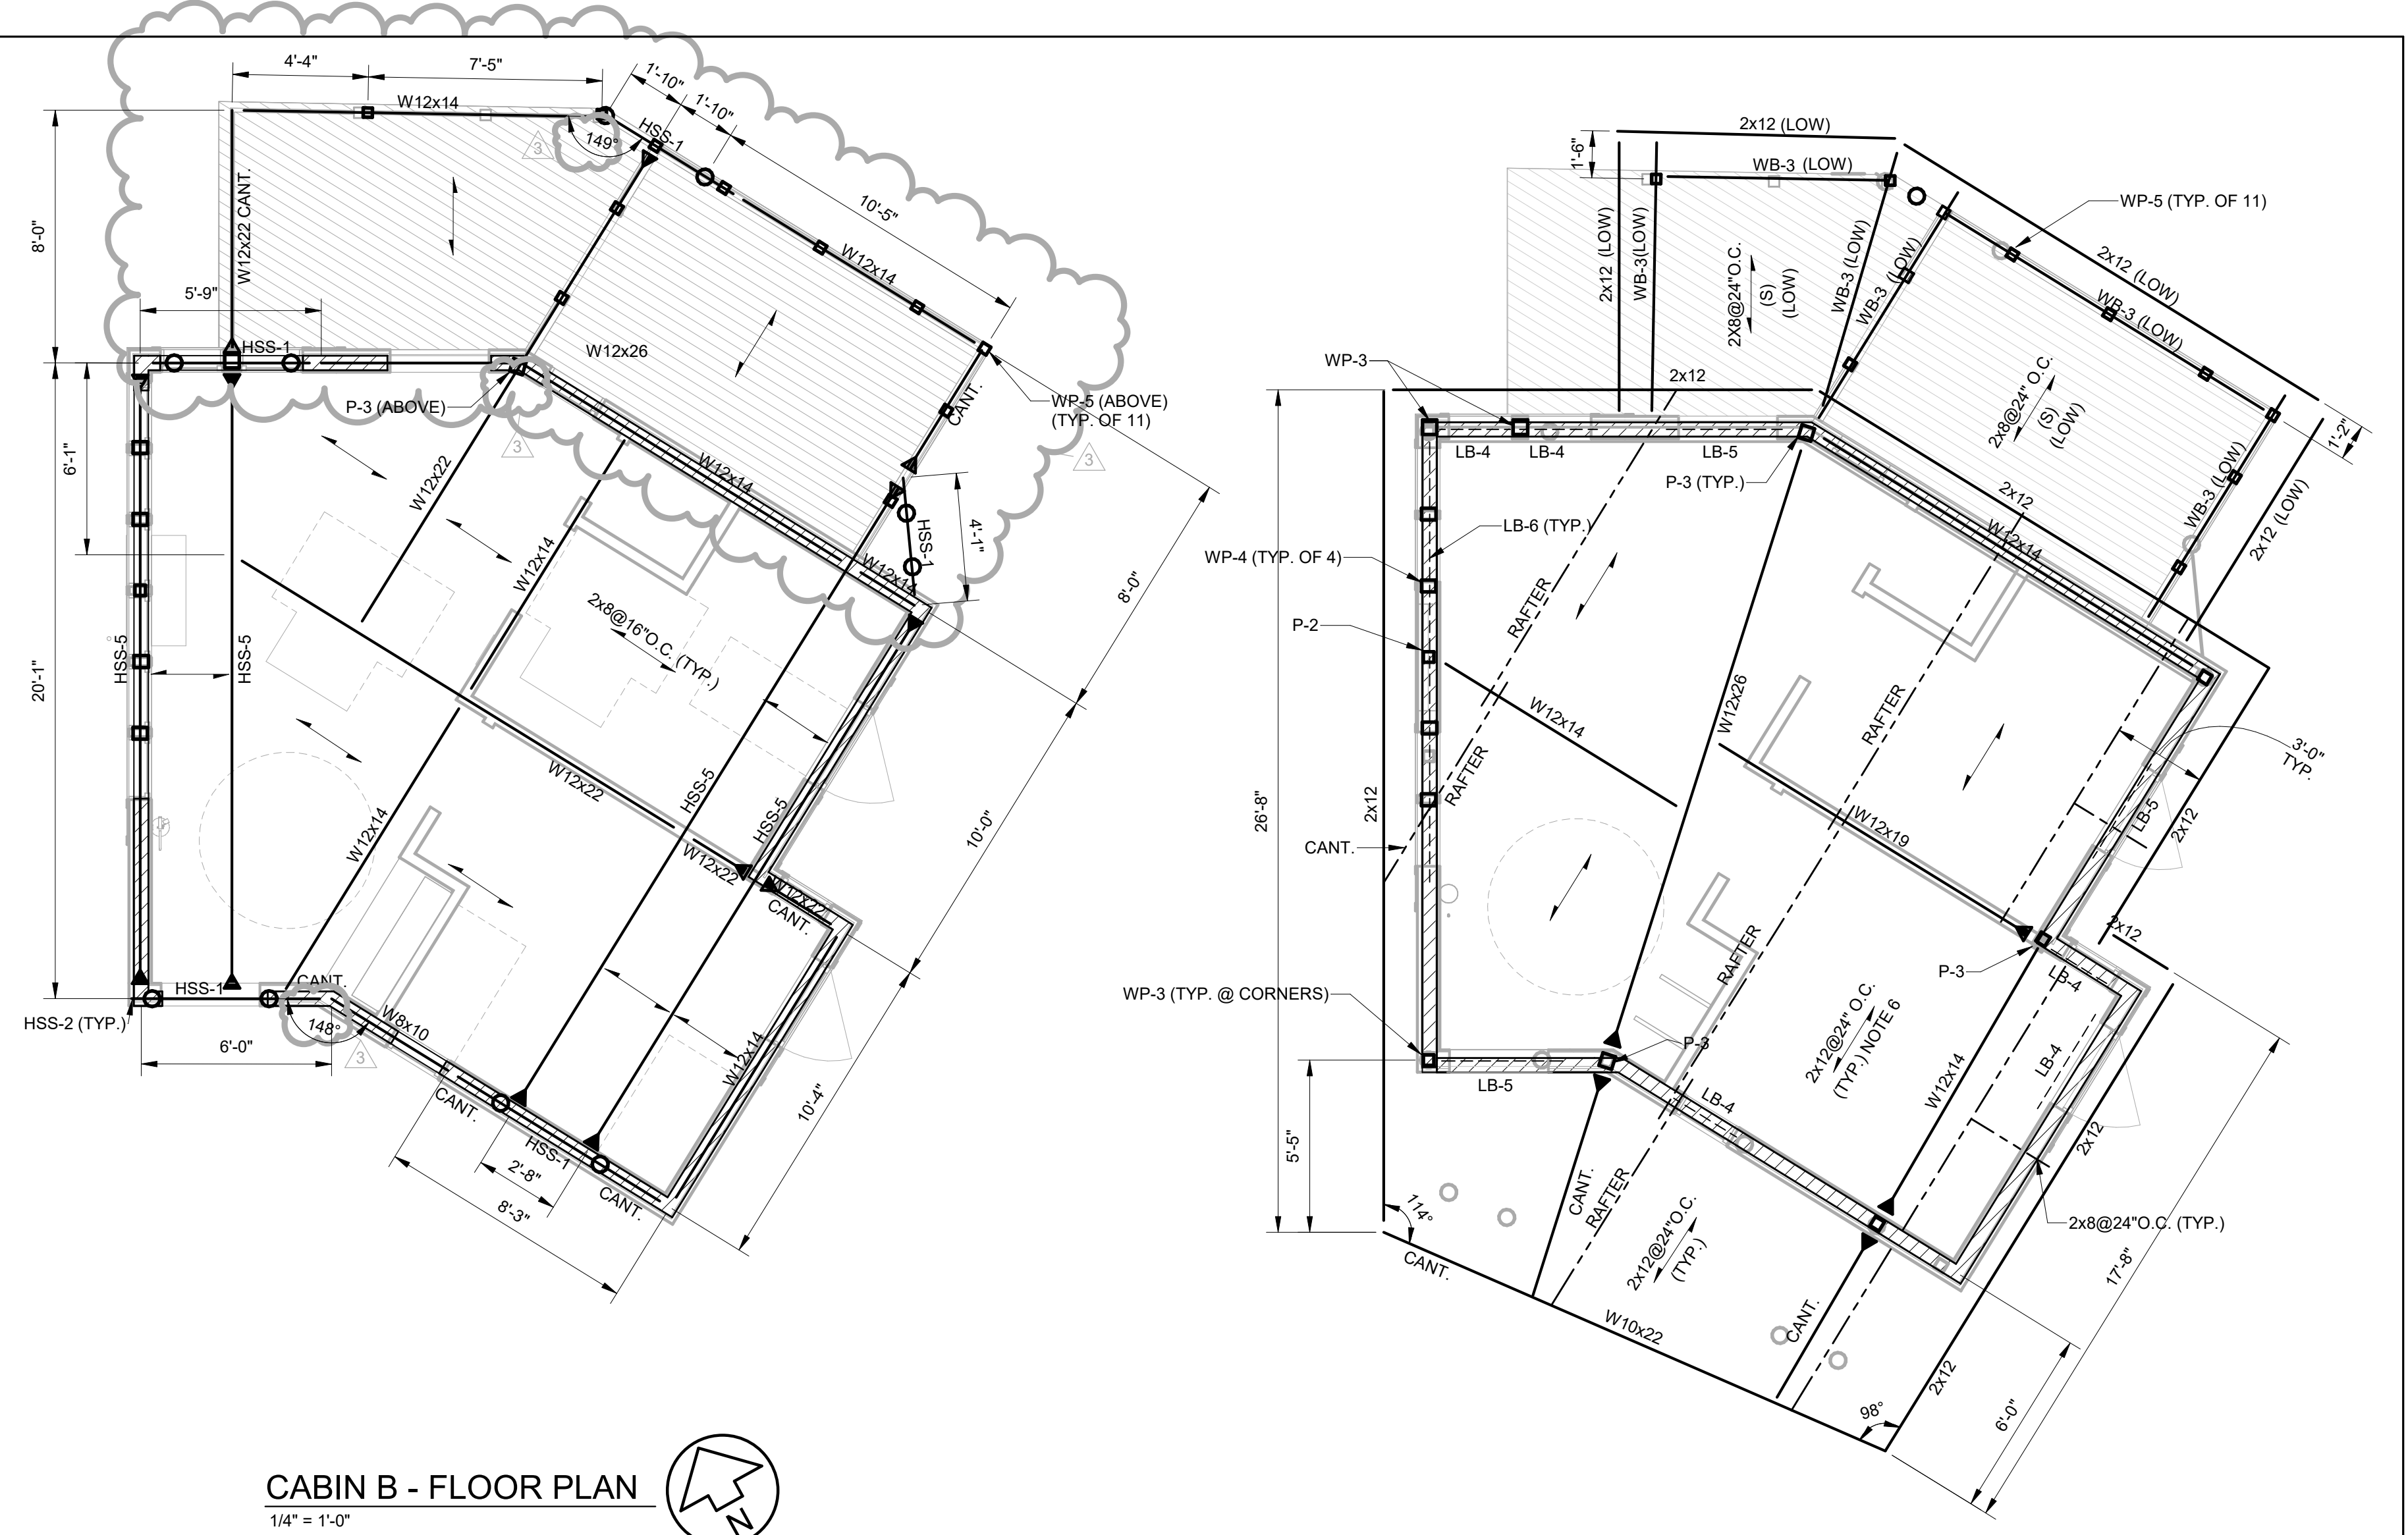 4'-4"
7'-5"
1'-10"
1'-10"
W12x14
HSS-1
149°
3
10'-5"
8'-0"
W12x22 CANT.
W12x14
5'-9"
HSS-1
W12x26
CANT.
WP-5 (ABOVE)
(TYP. OF 11)
3
P-3 (ABOVE)
3
6'-1"
W12x22
W12x14
W12x14
W12x14
HSS-1
4'-1"
8'-0"
2x8@16"O.C. (TYP.)
20'-1"
HSS-5
HSS-5
W12x22
HSS-5
HSS-5
W12x14
W12x22
W12x22
CANT.
10'-0"
HSS-1
CANT.
HSS-2 (TYP.)
148°
3
W8x10
6'-0"
W12x14
CANT.
HSS-1
2'-8"
CANT.
8'-3"
10'-4"
CABIN B - FLOOR PLAN
1/4" = 1'-0"
N
2x12 (LOW)
1'-6"
WB-3 (LOW)
WP-5 (TYP. OF 11)
2x12 (LOW)
2x12 (LOW)
WB-3(LOW)
2X8@24"O.C.
(S)
(LOW)
WB-3 (LOW)
WB-3 (LOW)
WB-3 (LOW)
2x8@24" O.C.
(S)
(LOW)
1'-2"
WP-3
2x12
LB-4
LB-4
LB-5
P-3 (TYP.)
2x12
W12x14
WB-3 (LOW)
2x12 (LOW)
LB-6 (TYP.)
WP-4 (TYP. OF 4)
RAFTER
P-2
W12x14
W12x26
RAFTER
3'-0"
TYP.
RAFTER
2x12
26'-8"
CANT.
W12x19
LB-5
2x12
RAFTER
2x12
P-3
LB-4
WP-3 (TYP. @ CORNERS)
P-3
2x12@24" O.C.
(TYP.) NOTE 6
LB-5
LB-4
W12x14
LB-4
2x12
5'-5"
114°
CANT.
CANT.
RAFTER
2x12@24"O.C.
(TYP.)
2x8@24"O.C. (TYP.)
17'-8"
W10x22
CANT.
2x12
98°
6'-0"